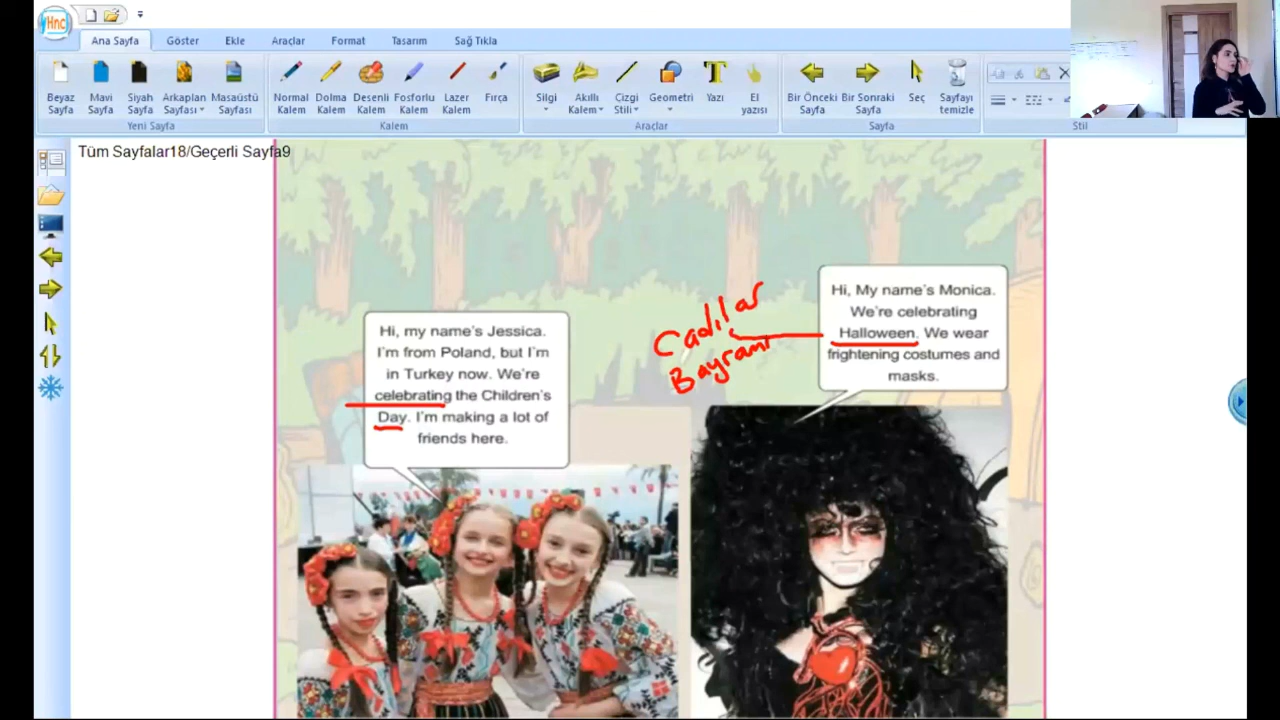 Hnc
Ana Sayfa Göster Ekle Araçlar Format Tasarım Sağ Tıkla
Beyaz Sayfa
Mavi Sayfa
Siyah Sayfa
Arkaplan Sayfası
Masaüstü Sayfası
Yeni Sayfa
Normal Kalem
Dolma Kalem
Desenli Kalem
Fosforlu Kalem
Lazer Kalem
Fırça
Kalem
Silgi
Akıllı Kalem
Çizgi Stili
Geometri
Yazı
El yazısı
Araçlar
Bir Önceki Sayfa
Bir Sonraki Sayfa
Seç
Sayfayı temizle
Sayfa
Stil
Tüm Sayfalar18/Geçerli Sayfa9
Hi, my name's Jessica.
I'm from Poland, but I'm
in Turkey now. We're
celebrating the Children's
Day. I'm making a lot of
friends here.
Cadılar
Bayramı
Hi, My name's Monica.
We're celebrating
Halloween. We wear
frightening costumes and
masks.